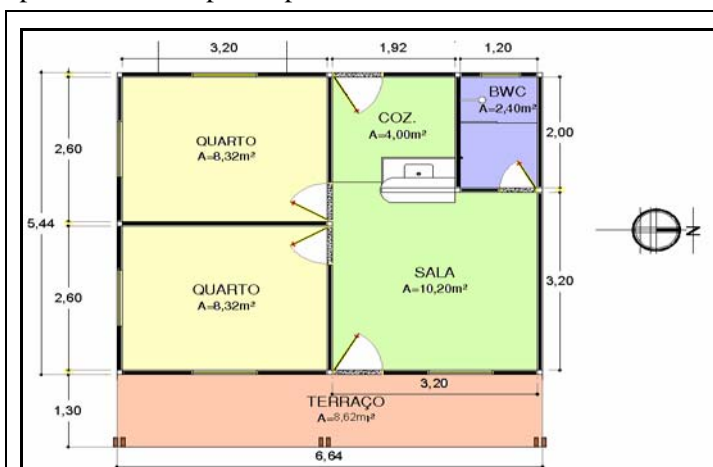 3,20
1,92
1,20
BWC
A=2,40m²
COZ.
A=4,00m²
QUARTO
A=8,32m²
2,60
2,00
5,44
N
SALA
A=10,20m²
QUARTO
A=8,32m²
2,60
3,20
3,20
TERRAÇO
A=8,62m²
1,30
6,64